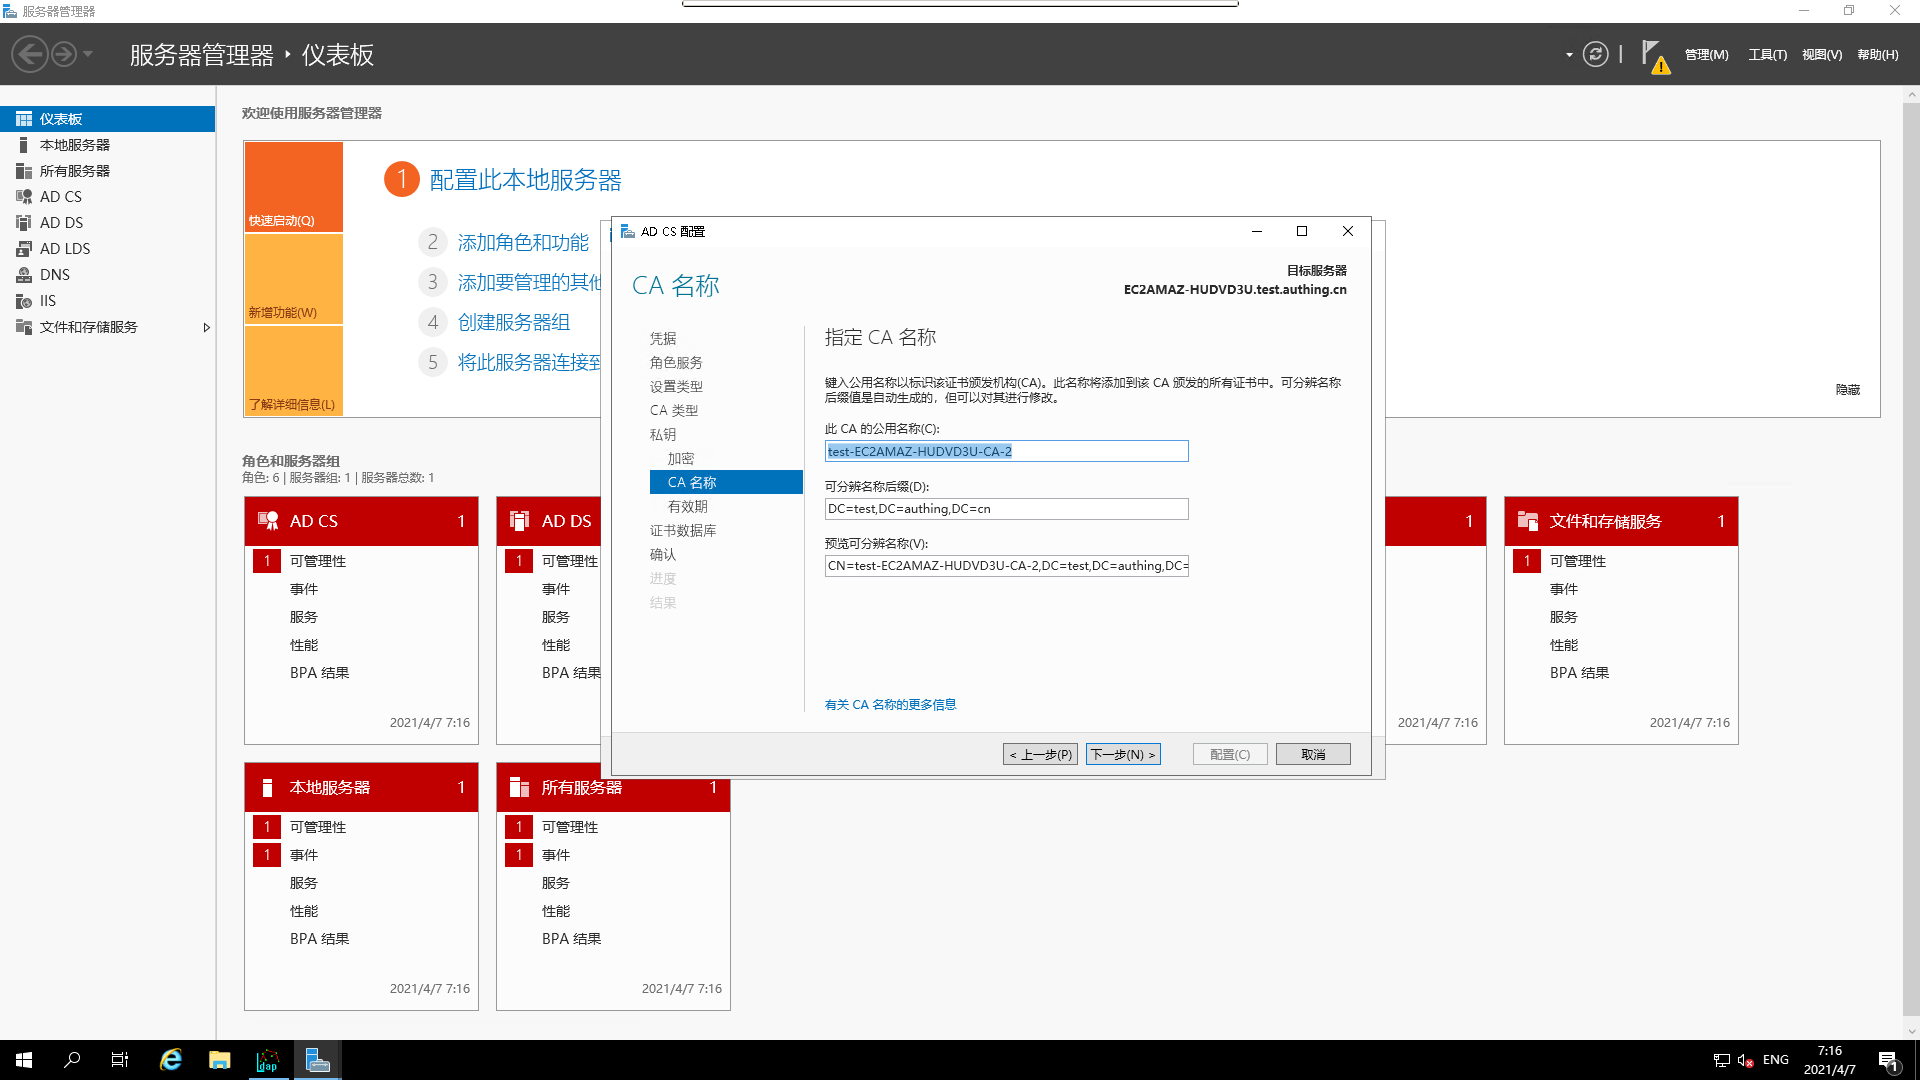 服务器管理器
服务器管理器 ‣ 仪表板
管理(M) 工具(T) 视图(V) 帮助(H)
仪表板
本地服务器
所有服务器
AD CS
AD DS
AD LDS
DNS
IIS
文件和存储服务
欢迎使用服务器管理器
快速启动(Q)
新增功能(W)
了解详细信息(L)
1 配置此本地服务器
2 添加角色和功能
3 添加要管理的其他
4 创建服务器组
5 将此服务器连接到
隐藏
角色和服务器组
角色: 6 | 服务器组: 1 | 服务器总数: 1
AD CS 1
1 可管理性
事件
服务
性能
BPA 结果
2021/4/7 7:16
AD DS
1 可管理性
事件
服务
性能
BPA 结果
1
2021/4/7 7:16
文件和存储服务 1
1 可管理性
事件
服务
性能
BPA 结果
2021/4/7 7:16
本地服务器 1
1 可管理性
1 事件
服务
性能
BPA 结果
2021/4/7 7:16
所有服务器 1
1 可管理性
1 事件
服务
性能
BPA 结果
2021/4/7 7:16
AD CS 配置
CA 名称
目标服务器
EC2AMAZ-HUDVD3U.test.authing.cn
凭据
角色服务
设置类型
CA 类型
私钥
加密
CA 名称
有效期
证书数据库
确认
进度
结果
指定 CA 名称
键入公用名称以标识该证书颁发机构(CA)。此名称将添加到该 CA 颁发的所有证书中。可分辨名称
后缀值是自动生成的，但可以对其进行修改。
此 CA 的公用名称(C):
test-EC2AMAZ-HUDVD3U-CA-2
可分辨名称后缀(D):
DC=test,DC=authing,DC=cn
预览可分辨名称(V):
CN=test-EC2AMAZ-HUDVD3U-CA-2,DC=test,DC=authing,DC=
有关 CA 名称的更多信息
< 上一步(P) 下一步(N) > 配置(C) 取消
ldap
ENG
7:16
2021/4/7
1